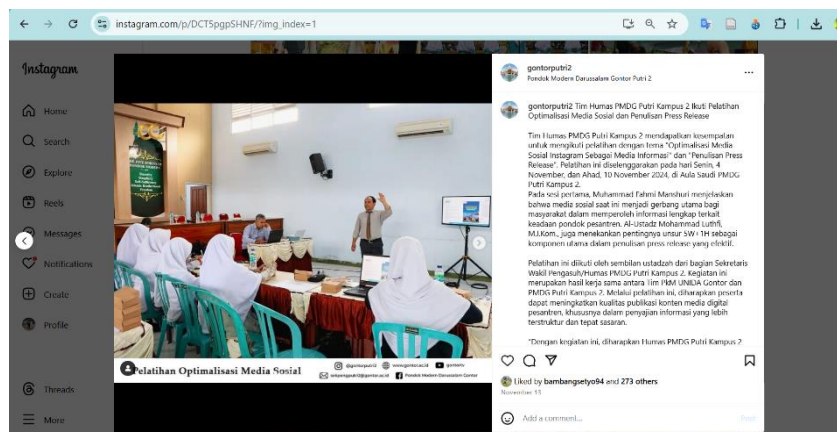 instagram.com/p/DCT5pgpSHNF/?img_index=1
Instagram
Home
Search
Explore
Reels
Messages
Notifications
Create
Profile
Threads
More
Pelatihan Optimalisasi Media Sosial
@gontorputri2
www.gontor.ac.id
gontortv
Pondok Modern Darussalam Gontor
gontorputri2
Pondok Modern Darussalam Gontor Putri 2
gontorputri2 Tim Humas PMDG Putri Kampus 2 Ikuti Pelatihan
Optimalisasi Media Sosial dan Penulisan Press Release
Tim Humas PMDG Putri Kampus 2 mendapatkan kesempatan
untuk mengikuti pelatihan dengan tema "Optimalisasi Media
Sosial Instagram Sebagai Media Informasi" dan "Penulisan Press
Release". Pelatihan ini diselenggarakan pada hari Senin, 4
November, dan Ahad, 10 November 2024, di Aula Saudi PMDG
Putri Kampus 2.
Pada sesi pertama, Muhammad Fahmi Manshuri menjelaskan
bahwa media sosial saat ini menjadi gerbang utama bagi
masyarakat dalam memperoleh informasi lengkap terkait
keadaan pondok pesantren. Al-Ustadz Mohammad Luthfi,
M.I.Kom., juga menekankan pentingnya unsur 5W+1H sebagai
komponen utama dalam penulisan press release yang efektif.
Pelatihan ini diikuti oleh sembilan ustadzah dari bagian Sekretaris
Wakil Pengasuh/Humas PMDG Putri Kampus 2. Kegiatan ini
merupakan hasil kerja sama antara Tim PkM UNIDA Gontor dan
PMDG Putri Kampus 2. Melalui pelatihan ini, diharapkan peserta
dapat meningkatkan kualitas publikasi konten media digital
pesantren, khususnya dalam penyajian informasi yang lebih
terstruktur dan tepat sasaran.
"Dengan kegiatan ini, diharapkan Humas PMDG Putri Kampus 2
Liked by bambangsetyo94 and 273 others
Add a comment...
Post